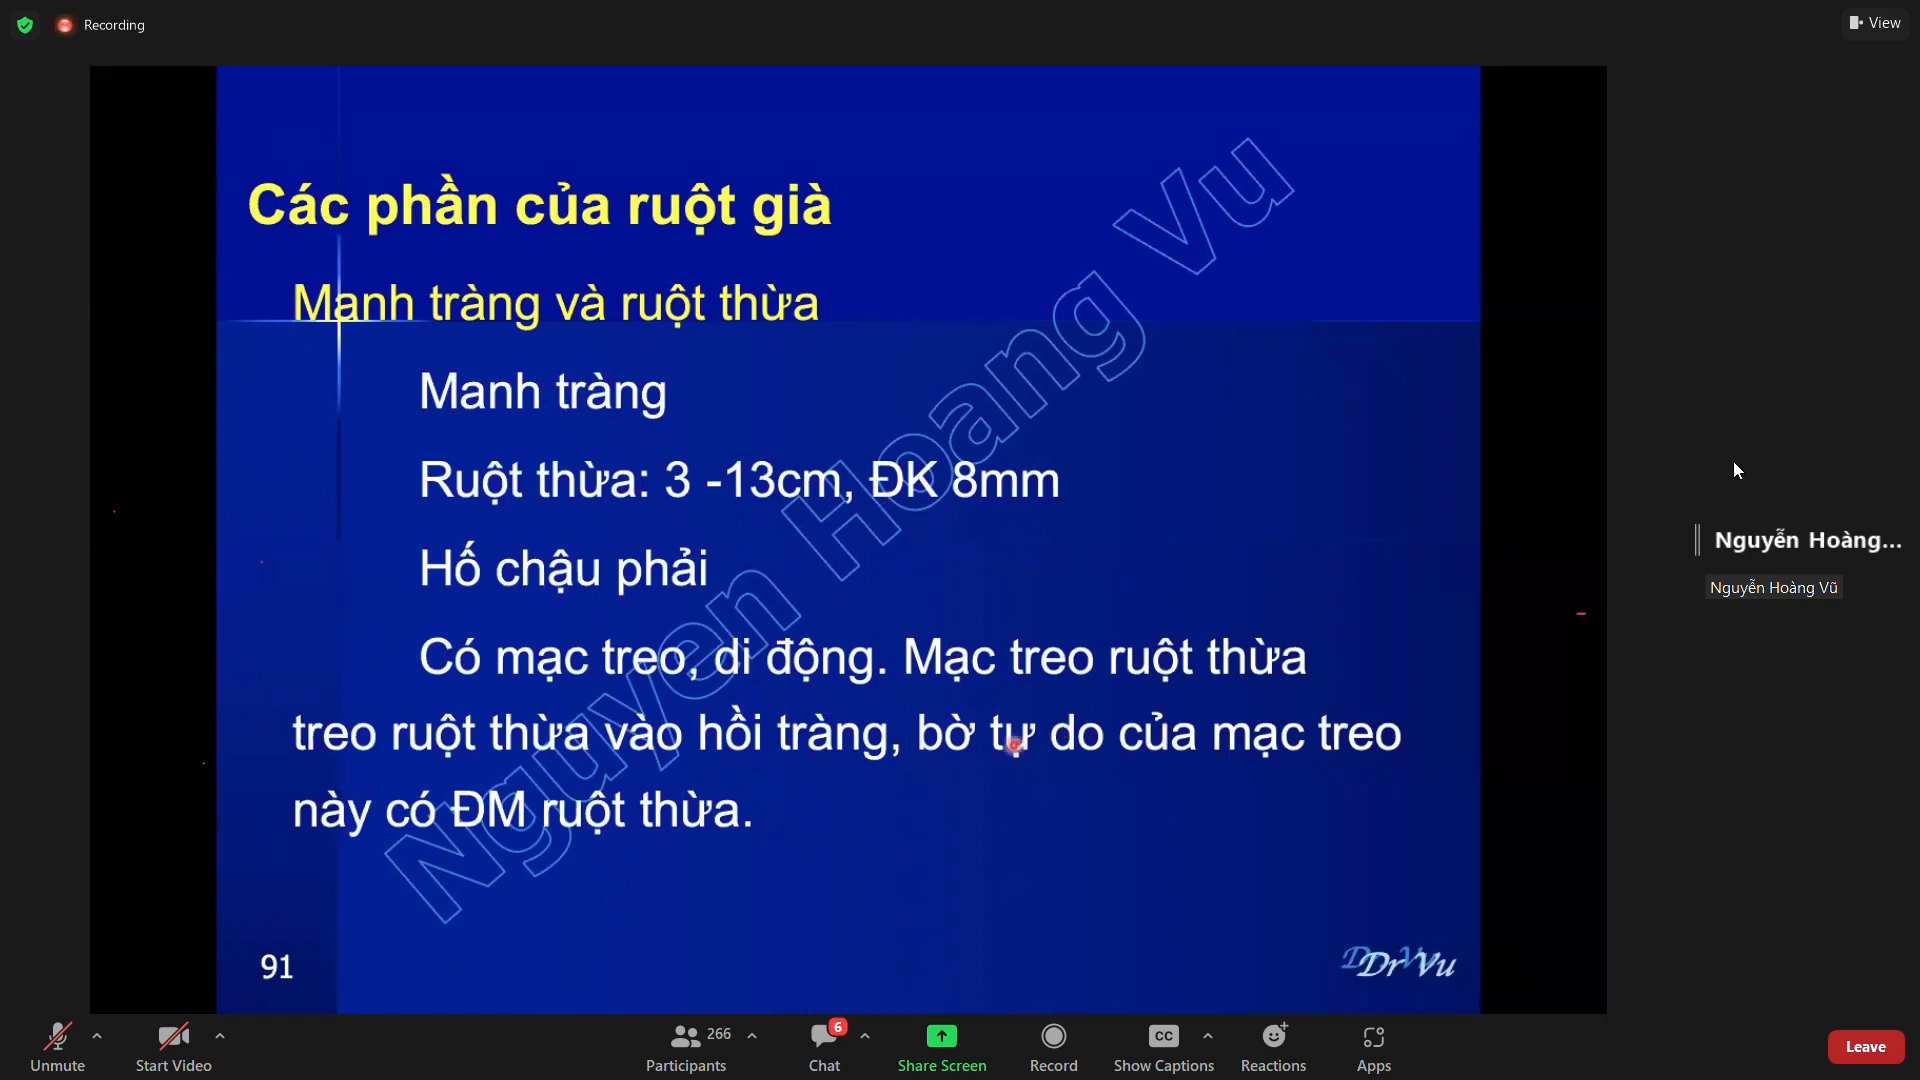 Recording
View
Các phần của ruột già
Manh tràng và ruột thừa
Manh tràng
Ruột thừa: 3 -13cm, ĐK 8mm
Hố chậu phải
Có mạc treo, di động. Mạc treo ruột thừa
treo ruột thừa vào hồi tràng, bờ tự do của mạc treo
này có ĐM ruột thừa.
Nguyen Hoang Vu
91
Dr Vu
Nguyễn Hoàng...
Nguyễn Hoàng Vũ
Unmute
Start Video
266
Participants
6
Chat
Share Screen
Record
CC
Show Captions
Reactions
Apps
Leave